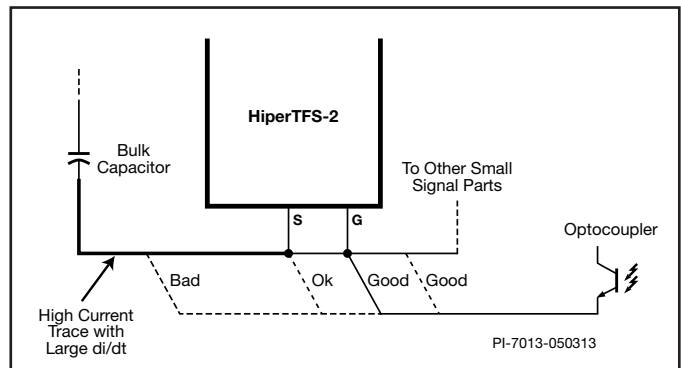 HiperTFS-2
Bulk
Capacitor
To Other Small
Signal Parts
S
G
Optocoupler
Bad
Ok
Good
Good
High Current
Trace with
Large di/dt
PI-7013-050313